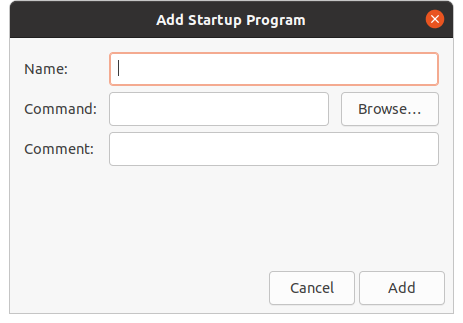 Add Startup Program
Name:
Command:
Browse...
Comment:
Cancel
Add